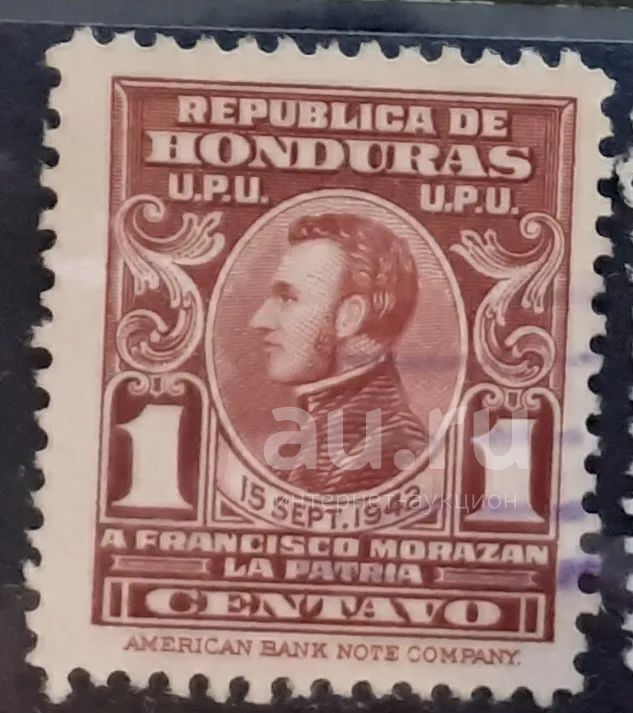 REPUBLICA DE
HONDURAS
U.P.U. U.P.U.
1 1
15 SEPT. 1942
A FRANCISCO MORAZAN
LA PATRIA
CENTAVO
AMERICAN BANK NOTE COMPANY.
au.ru
интернет-аукцион